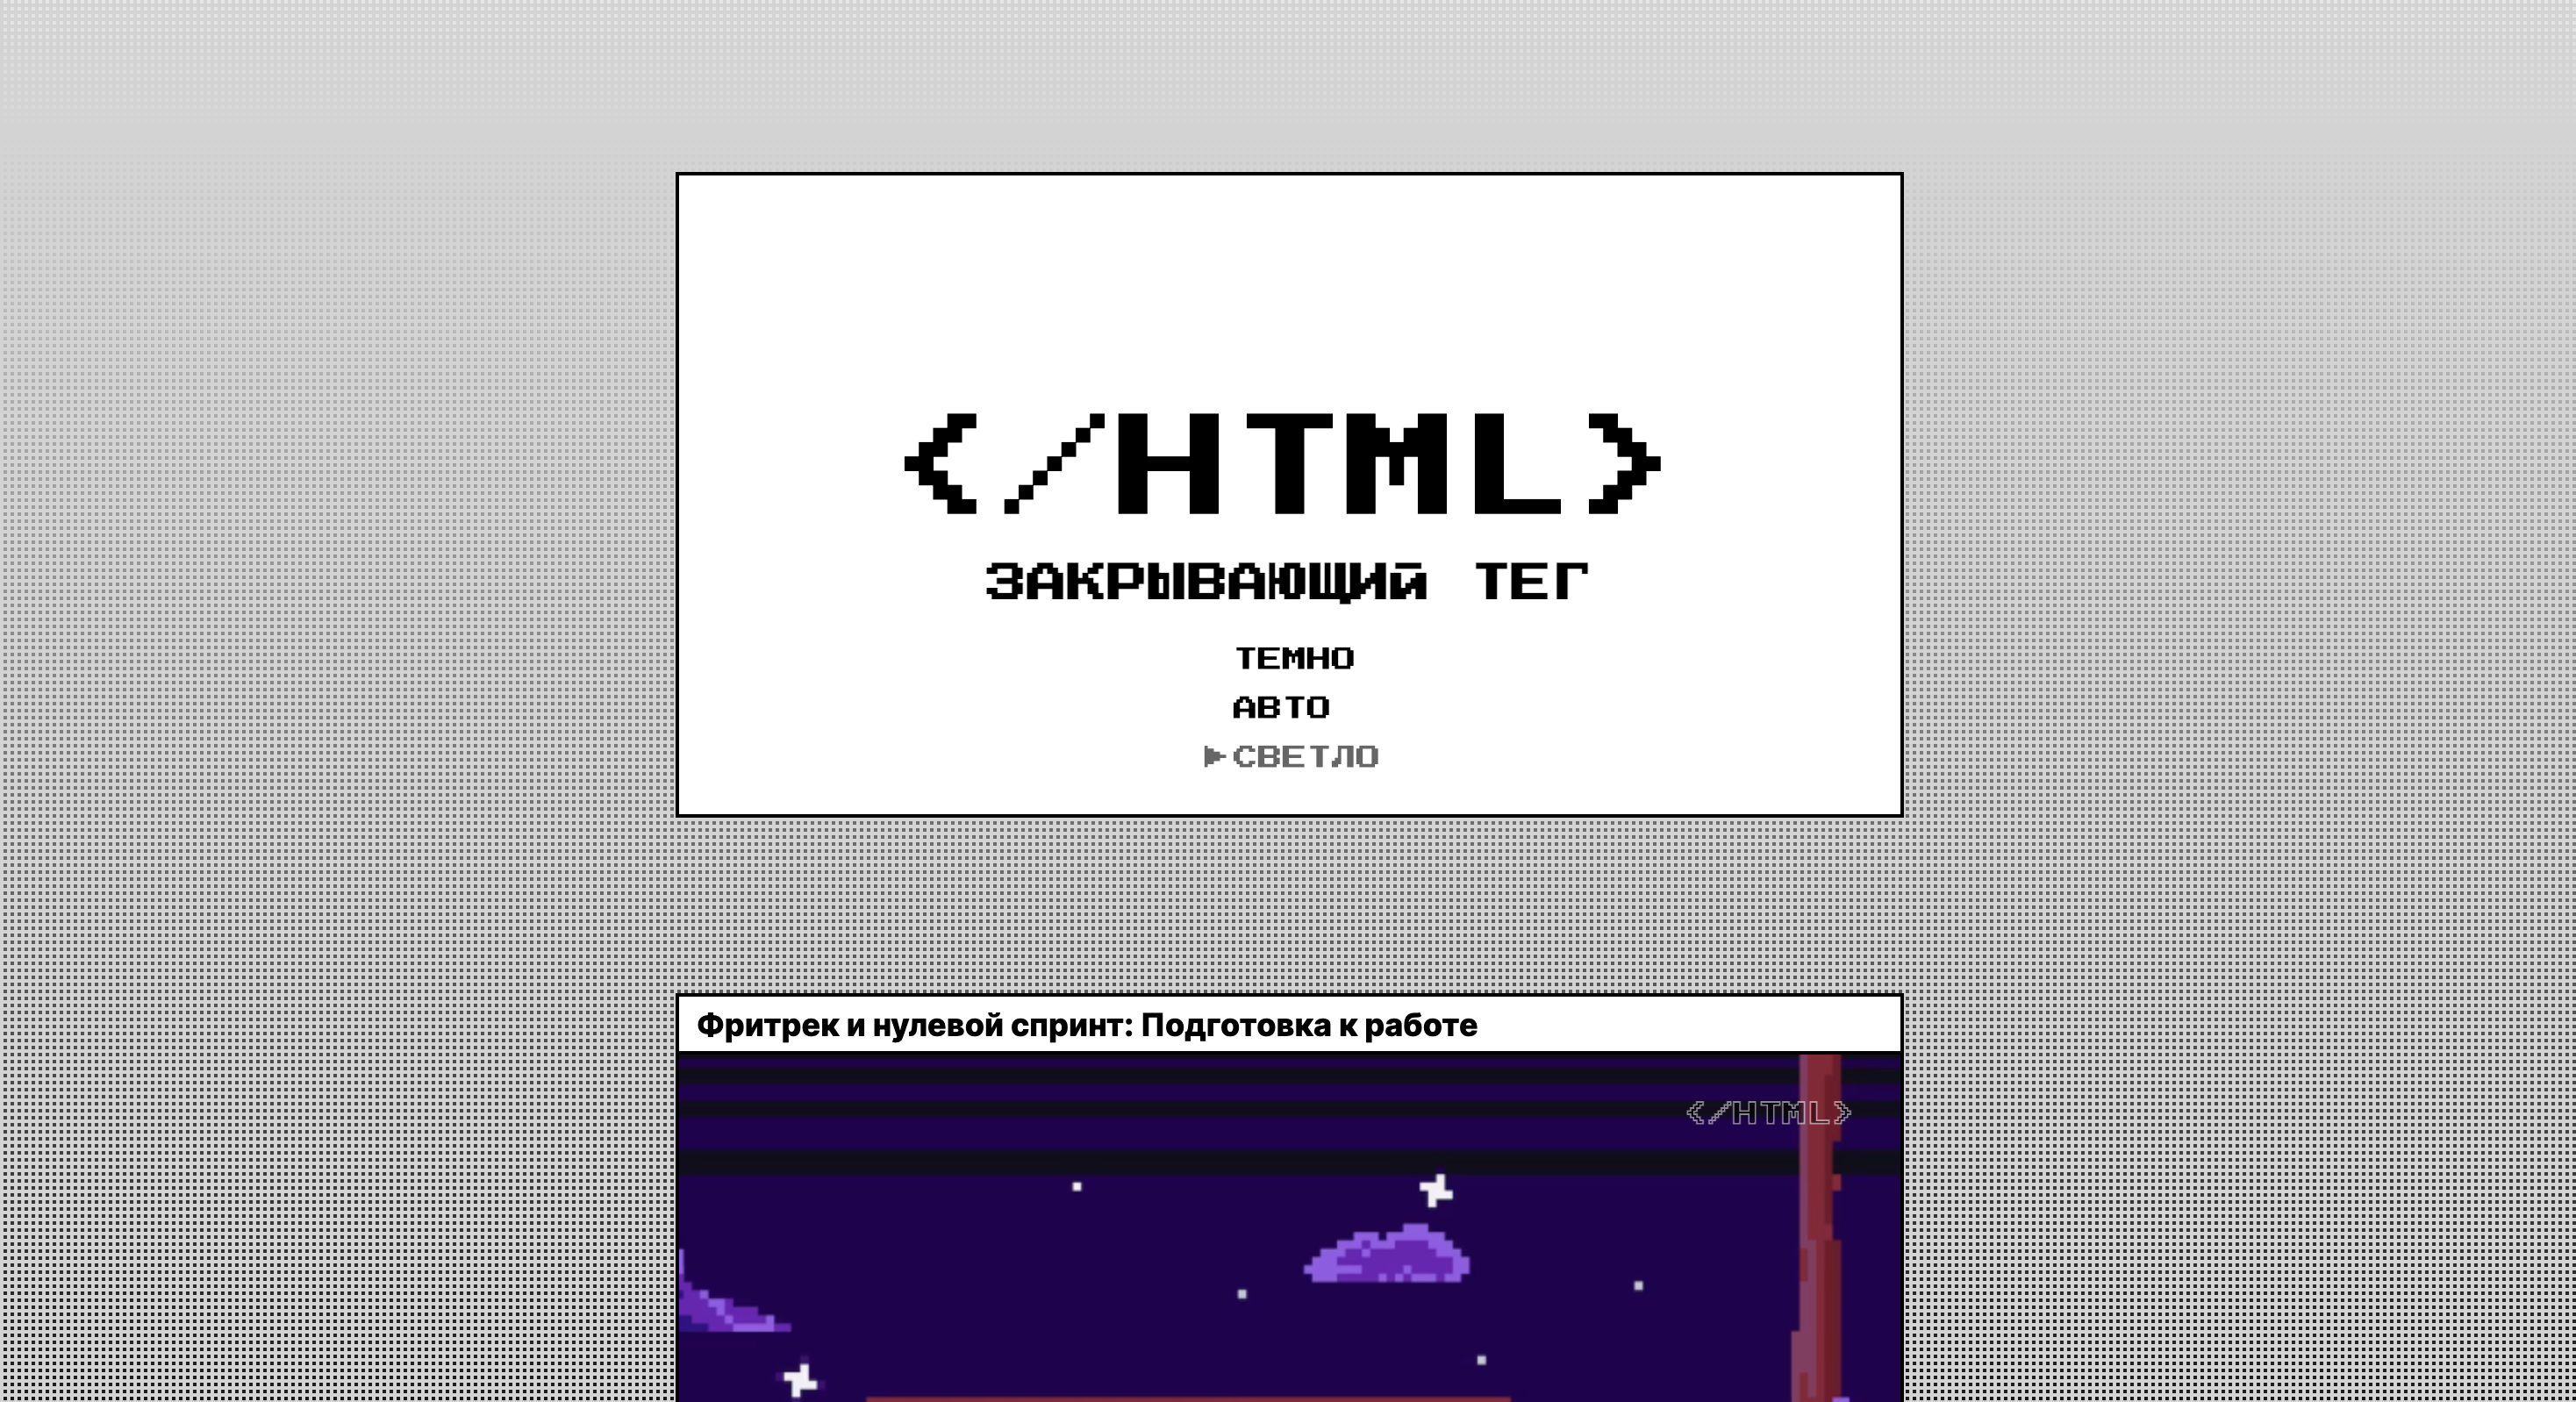 </HTML>
ЗАКРЫВАЮЩИЙ ТЕГ
ТЕМНО
АВТО
▶СВЕТЛО
Фритрек и нулевой спринт: Подготовка к работе
</HTML>